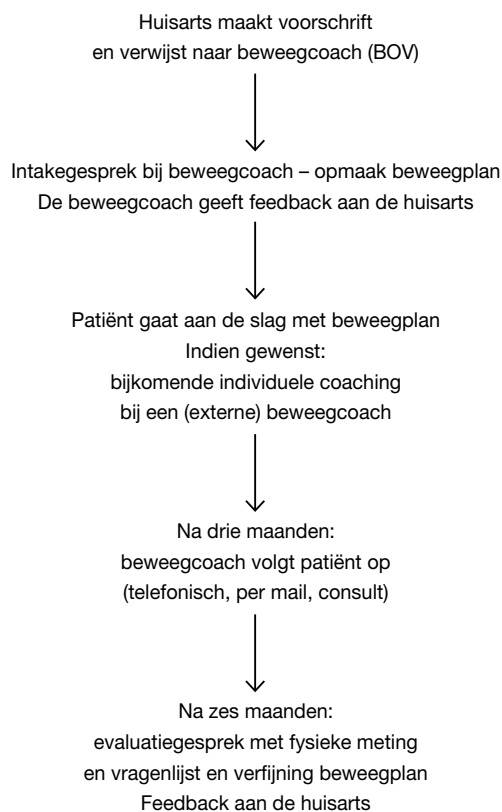 Huisarts maakt voorschrift
en verwijst naar beweegcoach (BOV)
Intakegesprek bij beweegcoach – opmaak beweegplan
De beweegcoach geeft feedback aan de huisarts
Patiënt gaat aan de slag met beweegplan
Indien gewenst:
bijkomende individuele coaching
bij een (externe) beweegcoach
Na drie maanden:
beweegcoach volgt patiënt op
(telefonisch, per mail, consult)
Na zes maanden:
evaluatiegesprek met fysieke meting
en vragenlijst en verfijning beweegplan
Feedback aan de huisarts